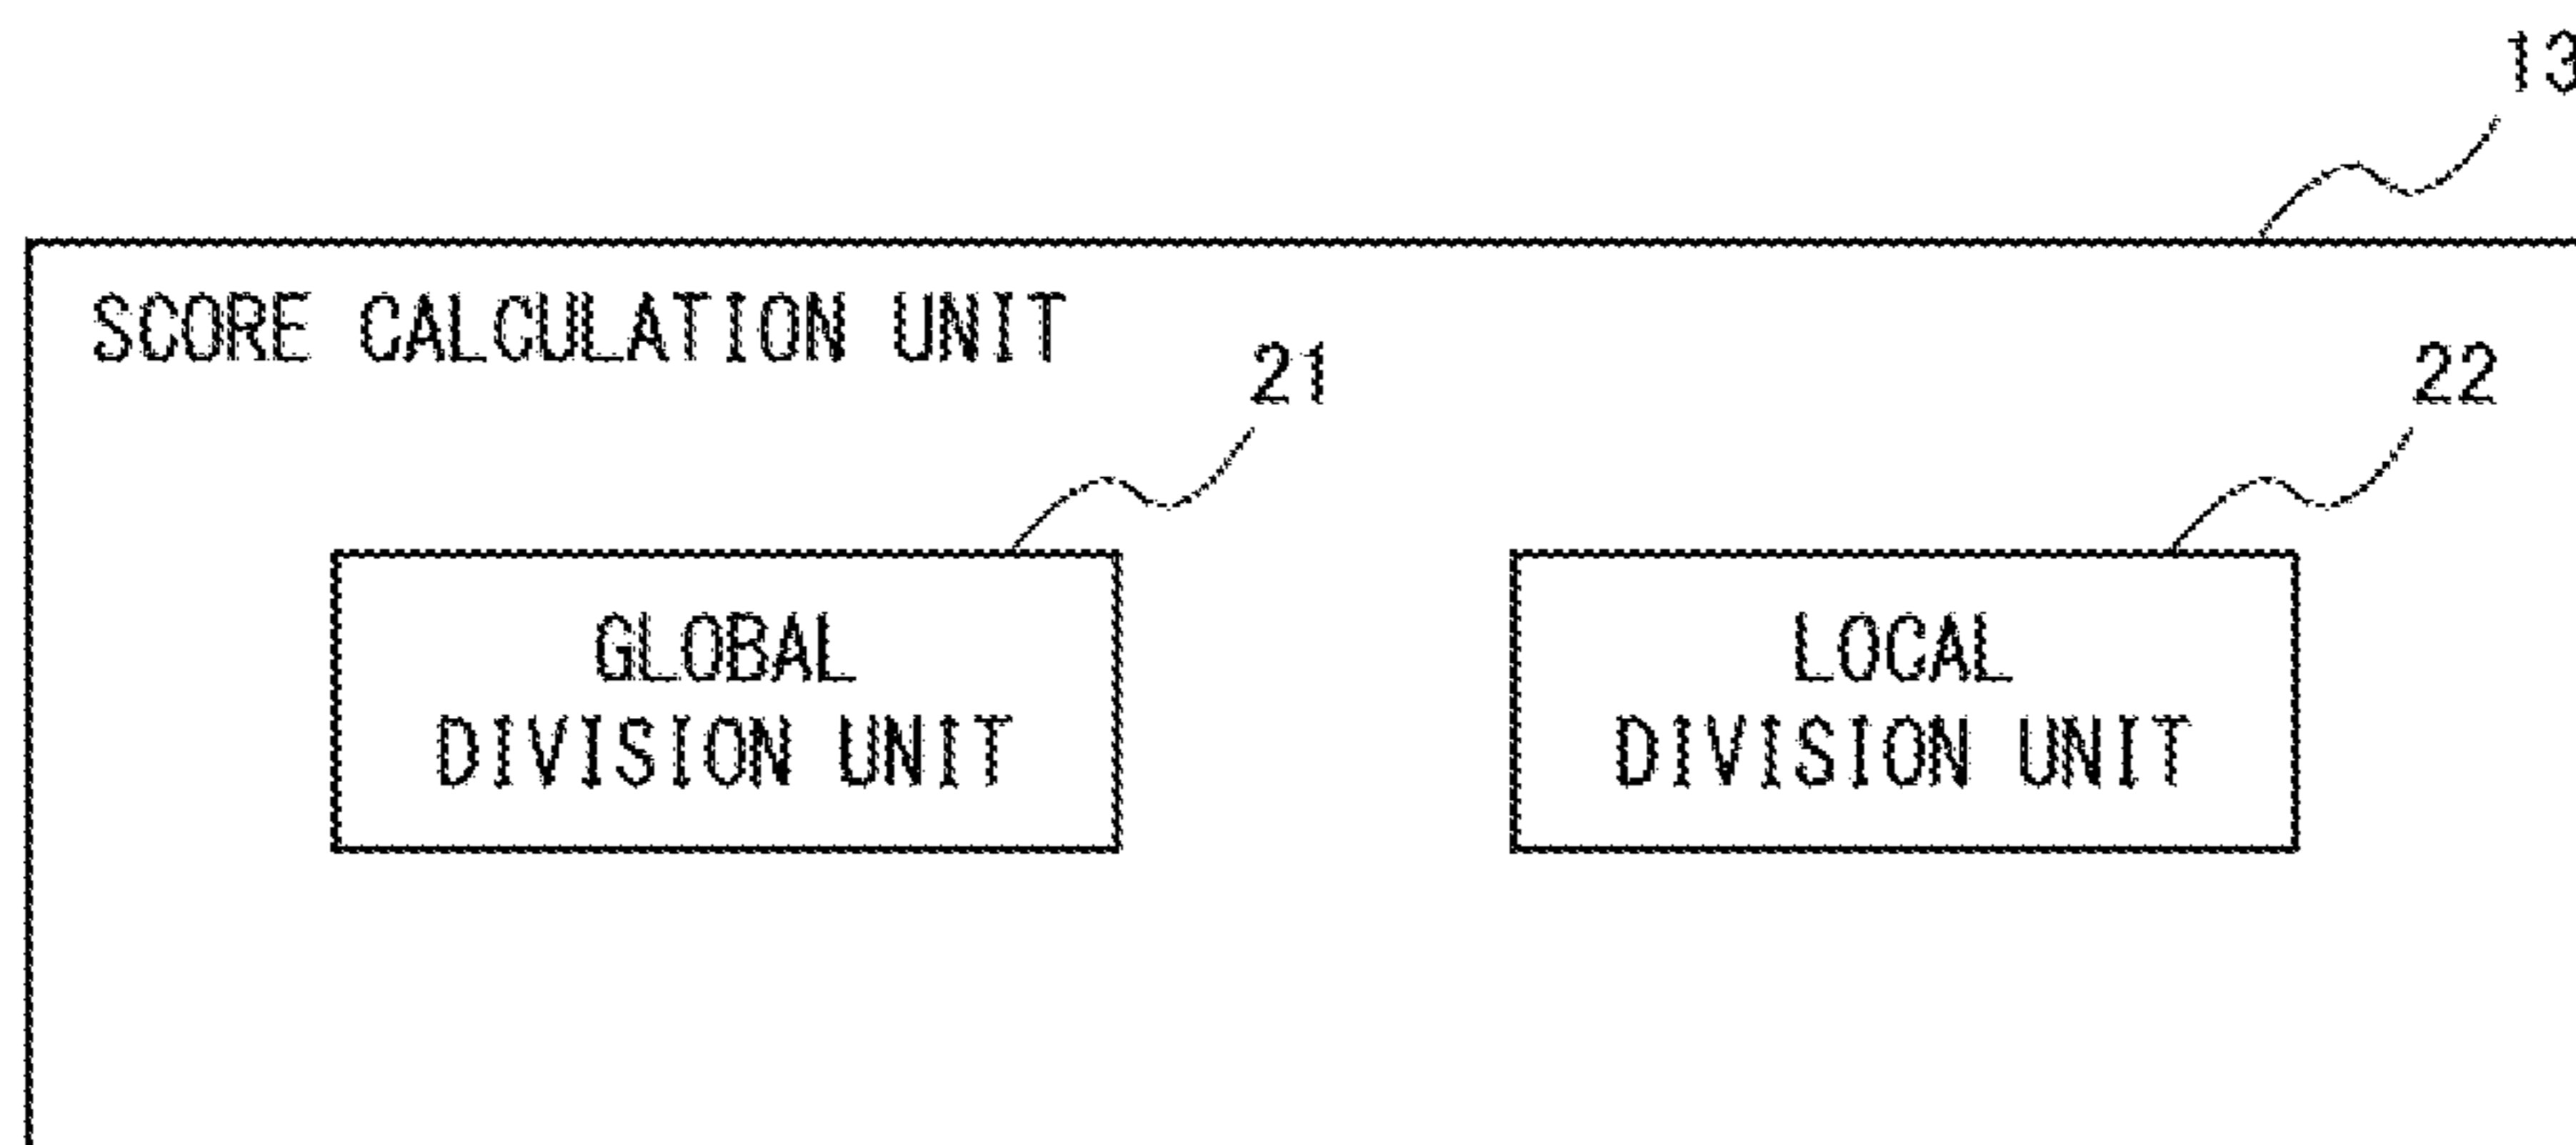 13
SCORE CALCULATION UNIT
21
22
GLOBAL
DIVISION UNIT
LOCAL
DIVISION UNIT